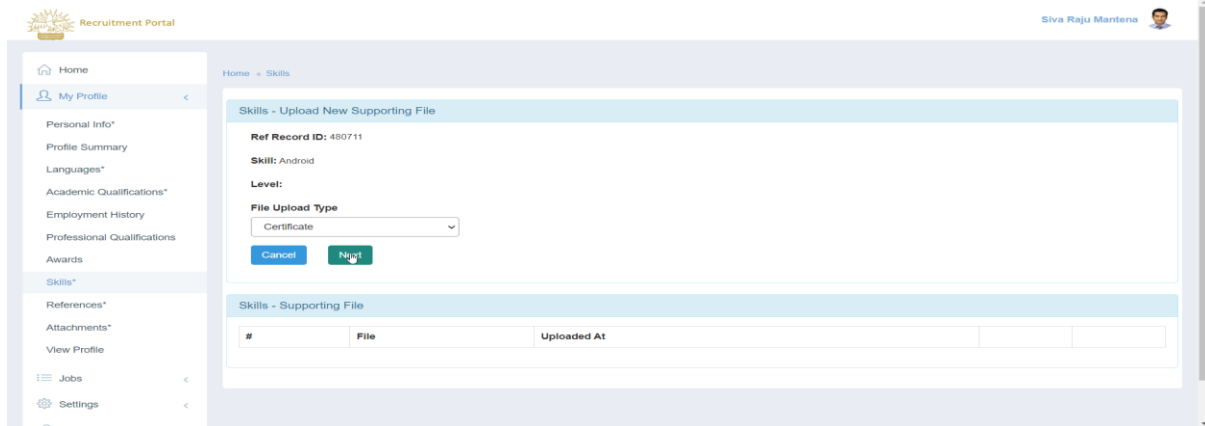 Recruitment Portal
Siva Raju Mantena
Home
My Profile <
Personal Info*
Profile Summary
Languages*
Academic Qualifications*
Employment History
Professional Qualifications
Awards
Skills*
References*
Attachments*
View Profile
Jobs <
Settings <
Home » Skills
Skills - Upload New Supporting File
Ref Record ID: 480711
Skill: Android
Level:
File Upload Type
Certificate
Cancel Next
Skills - Supporting File
# File Uploaded At